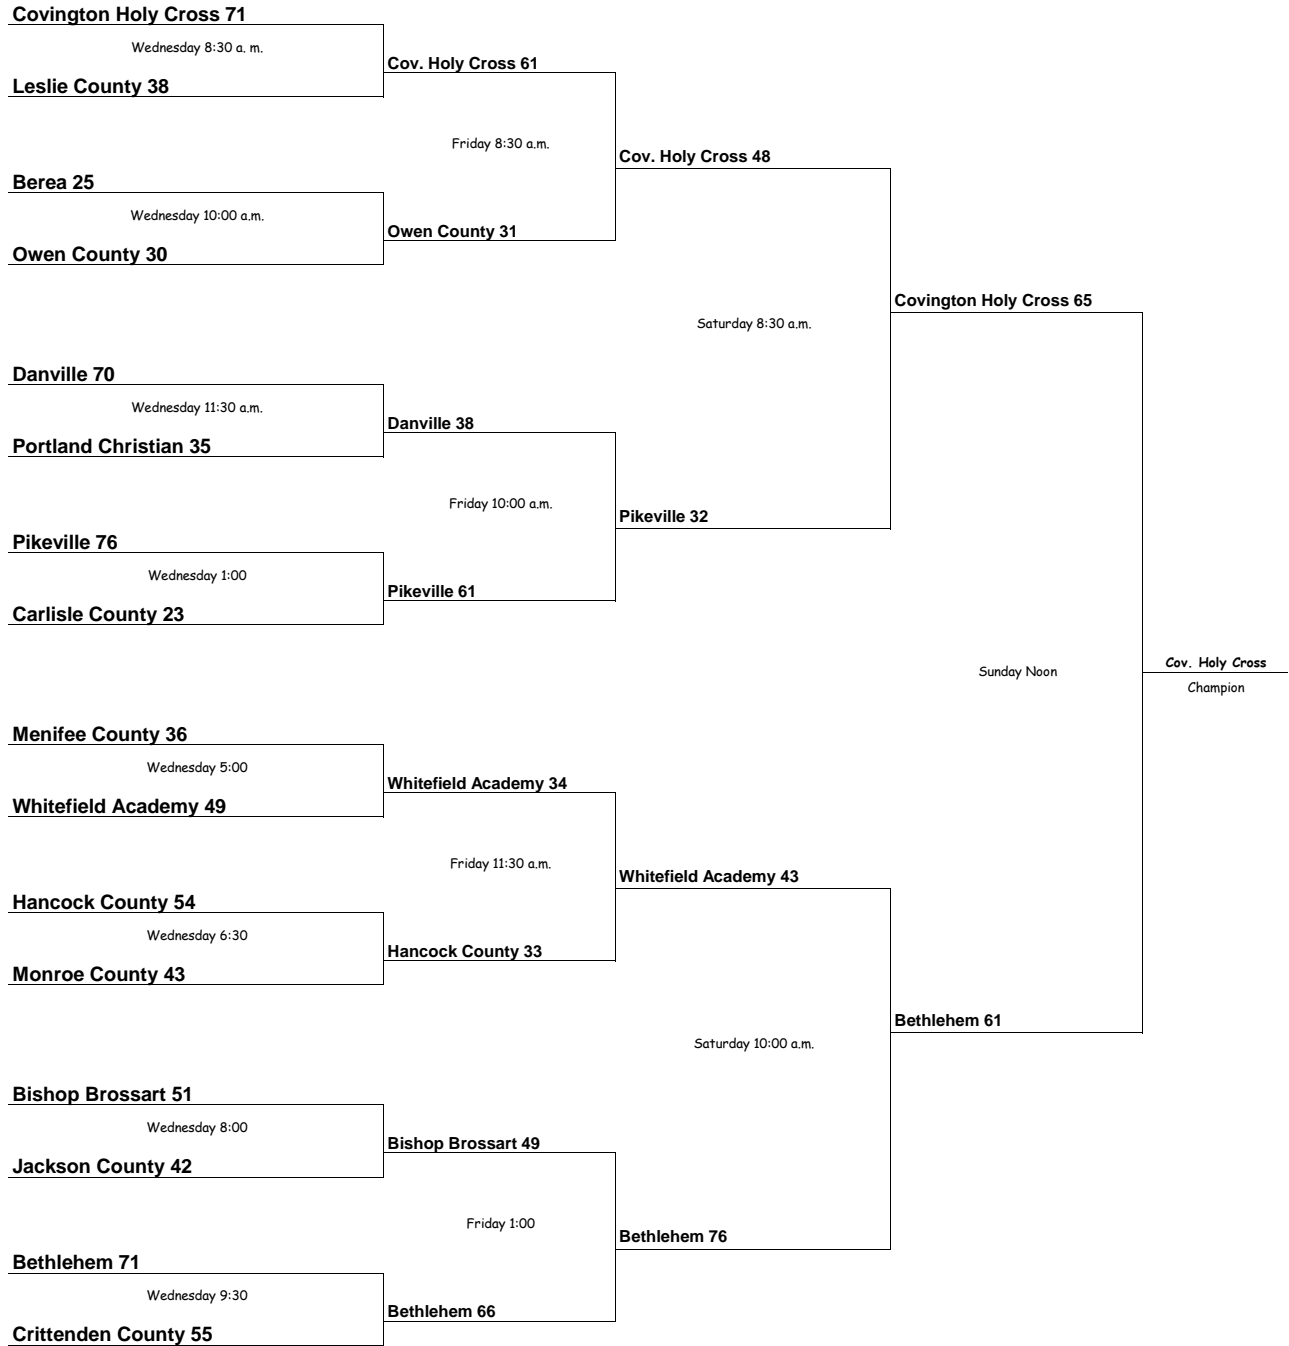 Covington Holy Cross 71
Wednesday 8:30 a. m.
Cov. Holy Cross 61
Leslie County 38
Friday 8:30 a.m.
Cov. Holy Cross 48
Berea 25
Wednesday 10:00 a.m.
Owen County 31
Owen County 30
Covington Holy Cross 65
Saturday 8:30 a.m.
Danville 70
Wednesday 11:30 a.m.
Danville 38
Portland Christian 35
Friday 10:00 a.m.
Pikeville 32
Pikeville 76
Wednesday 1:00
Pikeville 61
Carlisle County 23
Cov. Holy Cross
Sunday Noon
Champion
Menifee County 36
Wednesday 5:00
Whitefield Academy 34
Whitefield Academy 49
Friday 11:30 a.m.
Whitefield Academy 43
Hancock County 54
Wednesday 6:30
Hancock County 33
Monroe County 43
Bethlehem 61
Saturday 10:00 a.m.
Bishop Brossart 51
Wednesday 8:00
Bishop Brossart 49
Jackson County 42
Friday 1:00
Bethlehem 76
Bethlehem 71
Wednesday 9:30
Bethlehem 66
Crittenden County 55